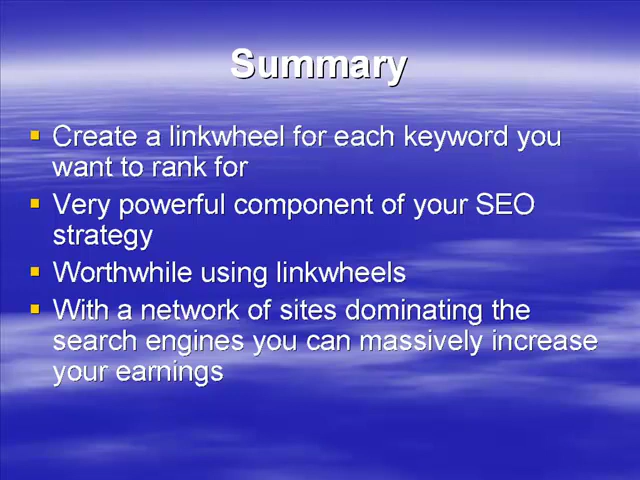 Summary
Create a linkwheel for each keyword you
want to rank for
Very powerful component of your SEO
strategy
Worthwhile using linkwheels
With a network of sites dominating the
search engines you can massively increase
your earnings